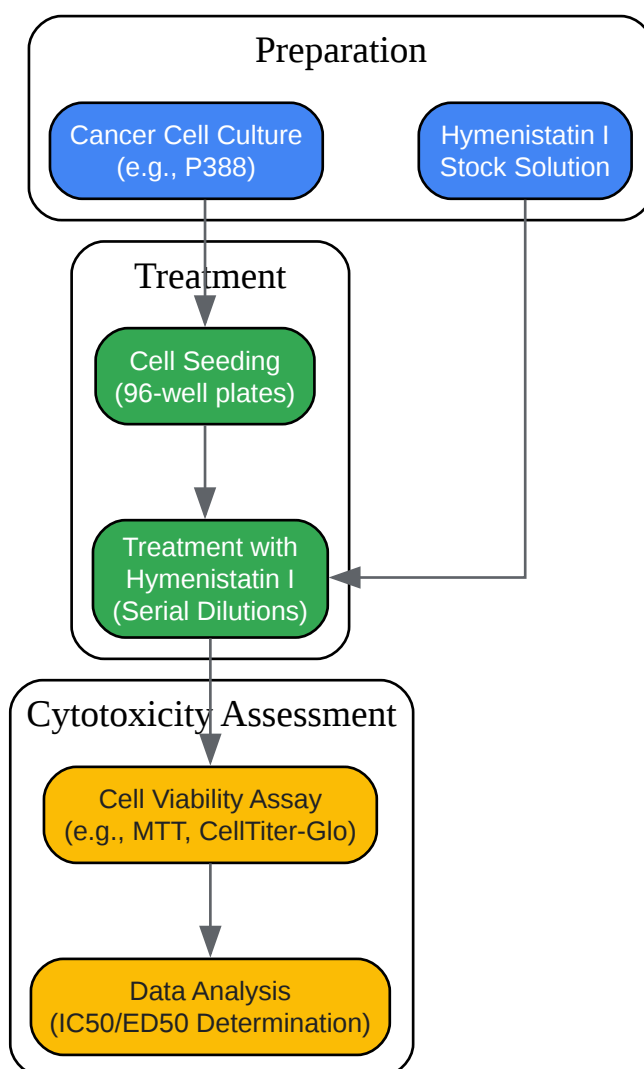 Preparation
Cancer Cell Culture
(e.g., P388)
Hymenistatin I
Stock Solution
Treatment
Cell Seeding
(96-well plates)
Treatment with
Hymenistatin I
(Serial Dilutions)
Cytotoxicity Assessment
Cell Viability Assay
(e.g., MTT, CellTiter-Glo)
Data Analysis
(IC50/ED50 Determination)